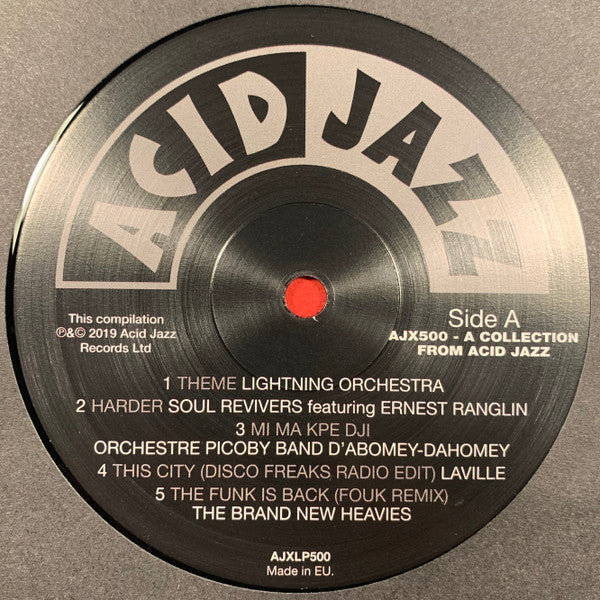 ACID JAZZ
This compilation
℗&© 2019 Acid Jazz
Records Ltd
Side A
AJX500 - A COLLECTION
FROM ACID JAZZ
1 THEME LIGHTNING ORCHESTRA
2 HARDER SOUL REVIVERS featuring ERNEST RANGLIN
3 MI MA KPE DJI
ORCHESTRE PICOBY BAND D'ABOMEY-DAHOMEY
4 THIS CITY (DISCO FREAKS RADIO EDIT) LAVILLE
5 THE FUNK IS BACK (FOUK REMIX)
THE BRAND NEW HEAVIES
AJXLP500
Made in EU.